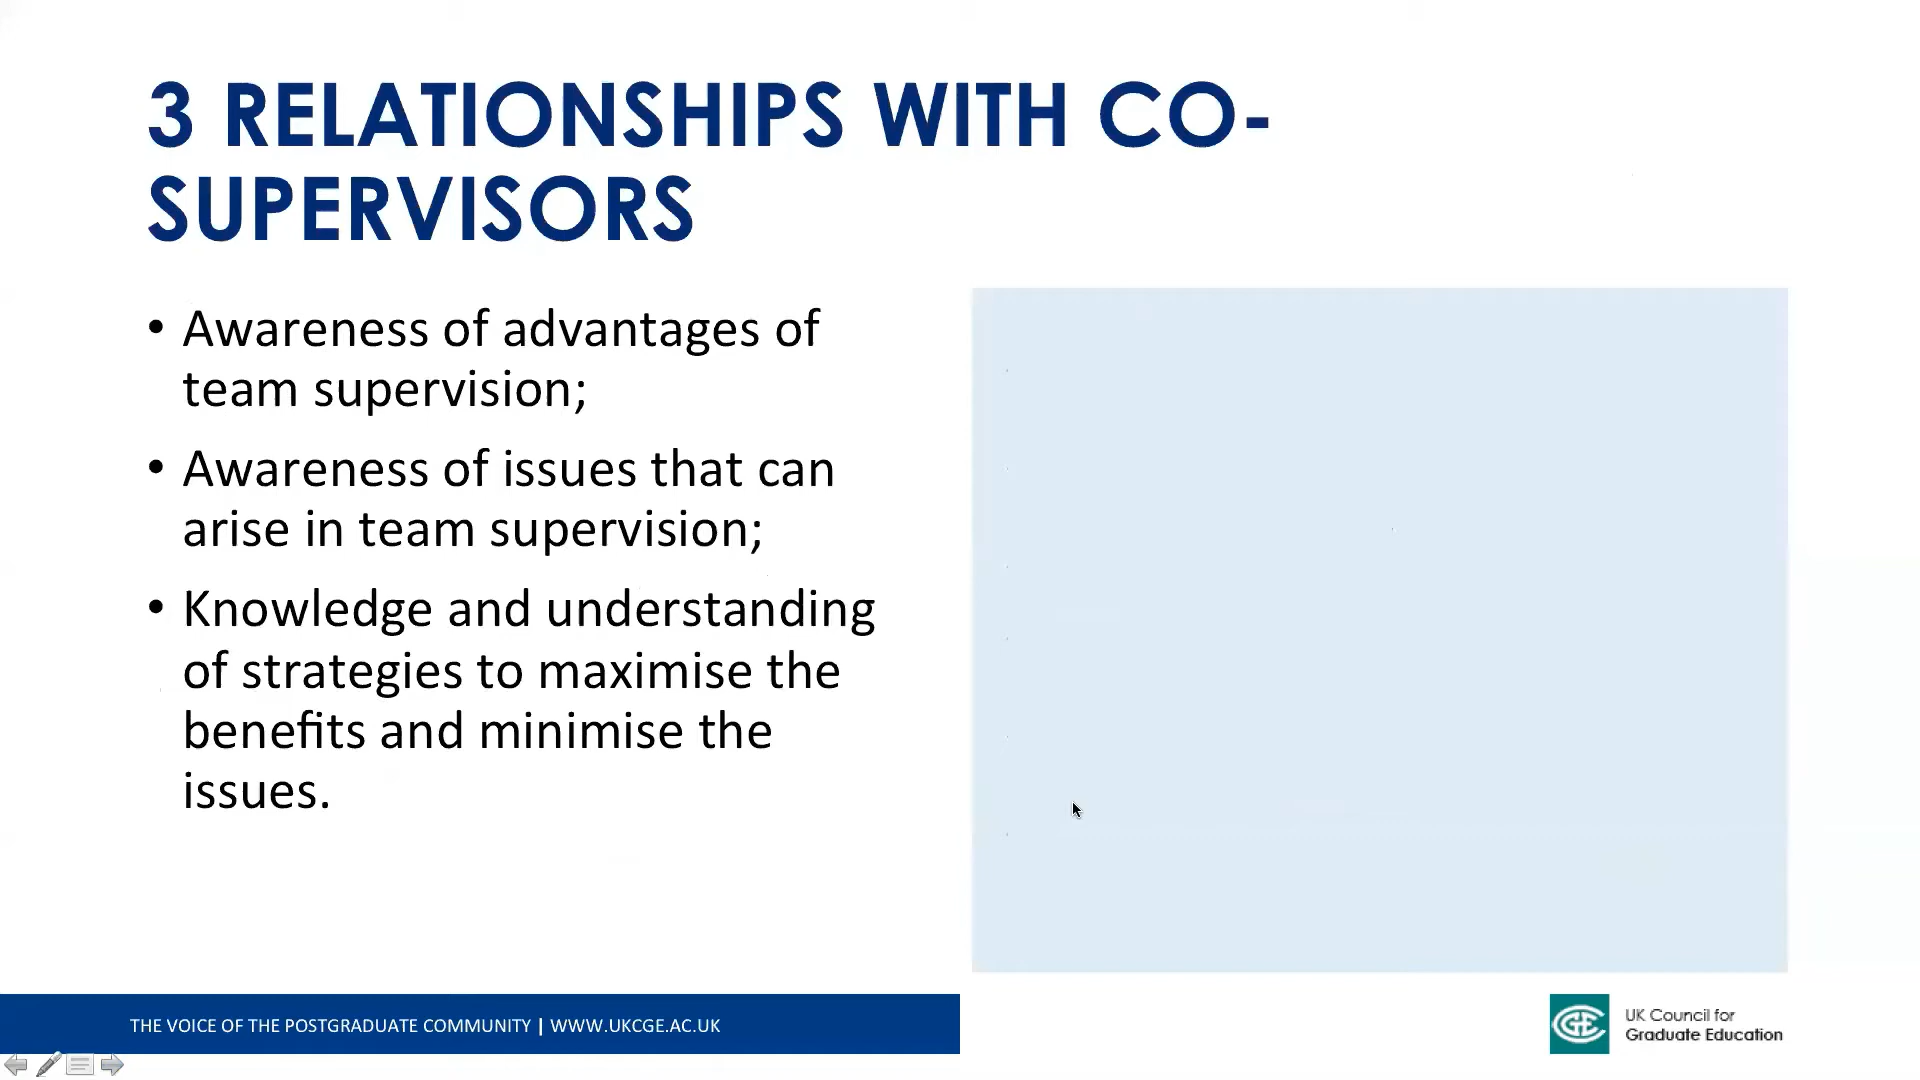 3 RELATIONSHIPS WITH CO-
SUPERVISORS
• Awareness of advantages of
team supervision;
• Awareness of issues that can
arise in team supervision;
• Knowledge and understanding
of strategies to maximise the
benefits and minimise the
issues.
THE VOICE OF THE POSTGRADUATE COMMUNITY | WWW.UKCGE.AC.UK
CGE
UK Council for
Graduate Education